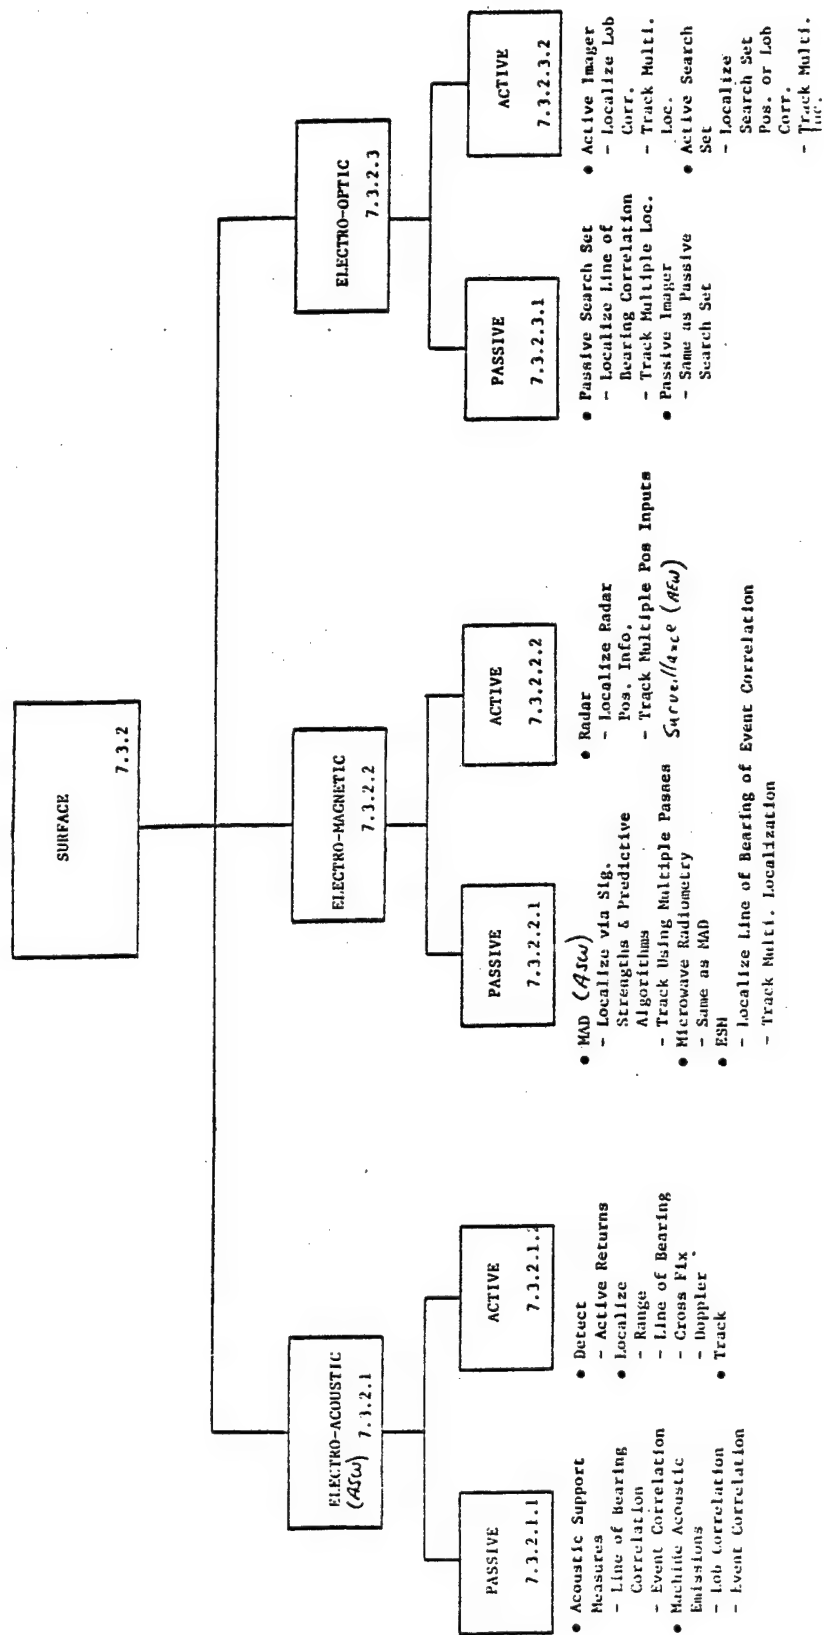 SURFACE
7.3.2
ELECTRO-ACOUSTIC
(ASW) 7.3.2.1
PASSIVE
7.3.2.1.1
● Acoustic Support
Measures
- Line of Bearing
Correlation
- Event Correlation
● Machine Acoustic
Emissions
- Lob Correlation
- Event Correlation
ACTIVE
7.3.2.1.2
● Detect
- Active Returns
● Localize
- Range
- Line of Bearing
- Cross Fix
- Doppler
● Track
ELECTRO-MAGNETIC
7.3.2.2
PASSIVE
7.3.2.2.1
● MAD (ASW)
- Localize via Sig.
Strengths & Predictive
Algorithms
- Track Using Multiple Passes
● Microwave Radiometry
- Same as MAD
● ESM
- Localize Line of Bearing of Event Correlation
- Track Multi. Localization
ACTIVE
7.3.2.2.2
● Radar
- Localize Radar
Pos. Info.
- Track Multiple Pos Inputs
Surveillance (AEW)
ELECTRO-OPTIC
7.3.2.3
PASSIVE
7.3.2.3.1
● Passive Search Set
- Localize Line of
Bearing Correlation
- Track Multiple Loc.
● Passive Imager
- Same as Passive
Search Set
ACTIVE
7.3.2.3.2
● Active Imager
- Localize Lob
Corr.
- Track Multi.
Loc.
● Active Search
Set
- Localize
Search Set
Pos. or Lob
Corr.
- Track Multi.
Loc.